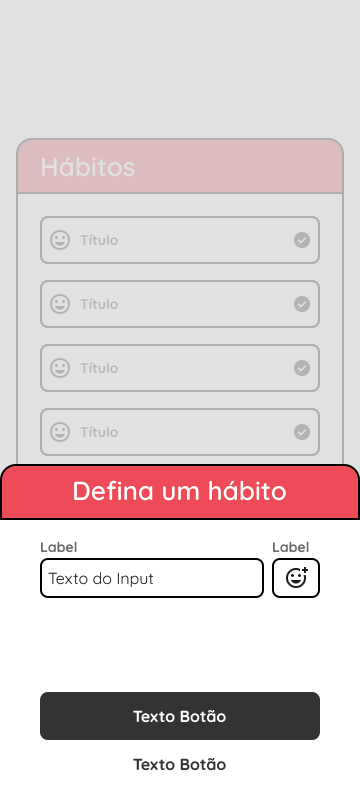 Hábitos
Título
Título
Título
Título
Defina um hábito
Label
Label
Texto do Input
Texto Botão
Texto Botão